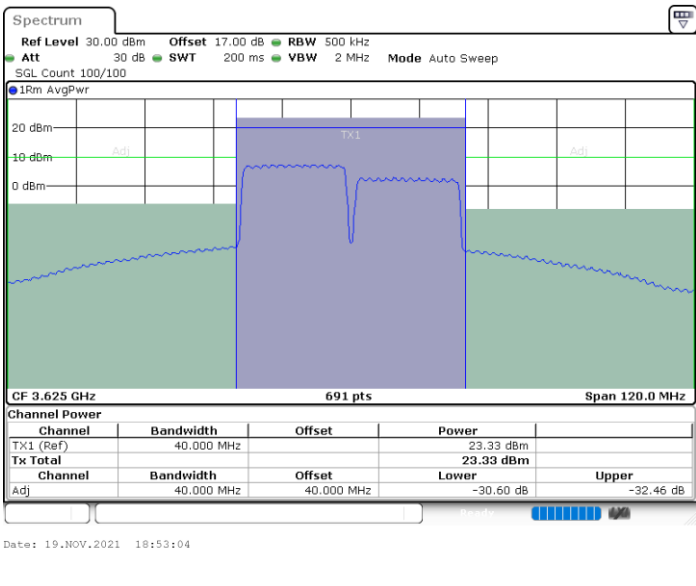 Spectrum
Ref Level 30.00 dBm Offset 17.00 dB RBW 500 kHz
Att 30 dB SWT 200 ms VBW 2 MHz Mode Auto Sweep
SGL Count 100/100
1Rm AvgPwr
20 dBm
TX1
Adj Adj
10 dBm
0 dBm
CF 3.625 GHz 691 pts Span 120.0 MHz
Channel Power
Channel Bandwidth Offset Power
TX1 (Ref) 40.000 MHz 23.33 dBm
Tx Total 23.33 dBm
Channel Bandwidth Offset Lower Upper
Adj 40.000 MHz 40.000 MHz -30.60 dB -32.46 dB
Ready
Date: 19.NOV.2021 18:53:04